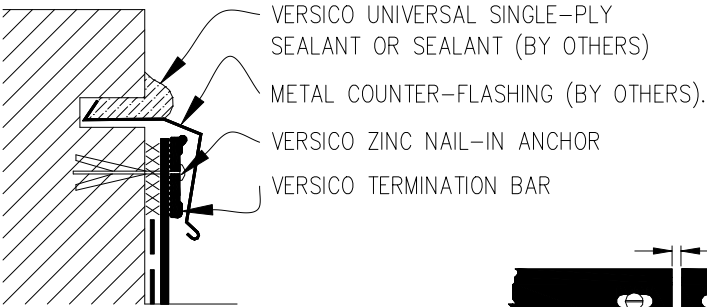 VERSICO UNIVERSAL SINGLE-PLY
SEALANT OR SEALANT (BY OTHERS)
METAL COUNTER-FLASHING (BY OTHERS).
VERSICO ZINC NAIL-IN ANCHOR
VERSICO TERMINATION BAR